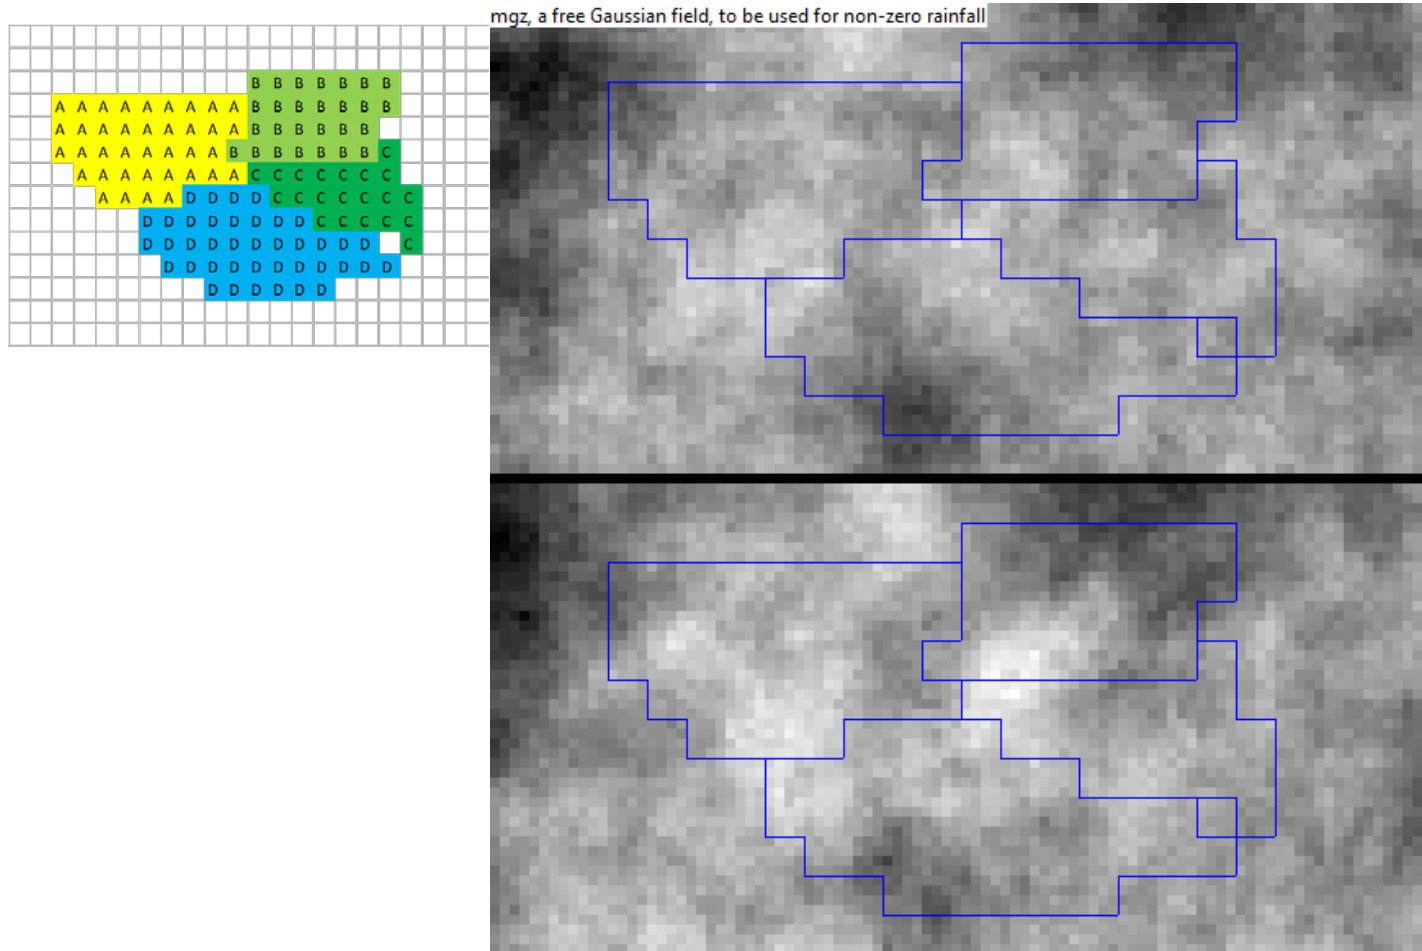 mgz, a free Gaussian field, to be used for non-zero rainfall
B B B B B B B
A A A A A A A A A B B B B B B B
A A A A A A A A A B B B B B B
A A A A A A A A B B B B B B B C
A A A A A A A A C C C C C C C
A A A A D D D D C C C C C C C
D D D D D D D D C C C C C
D D D D D D D D D D D C
D D D D D D D D D D D
D D D D D D